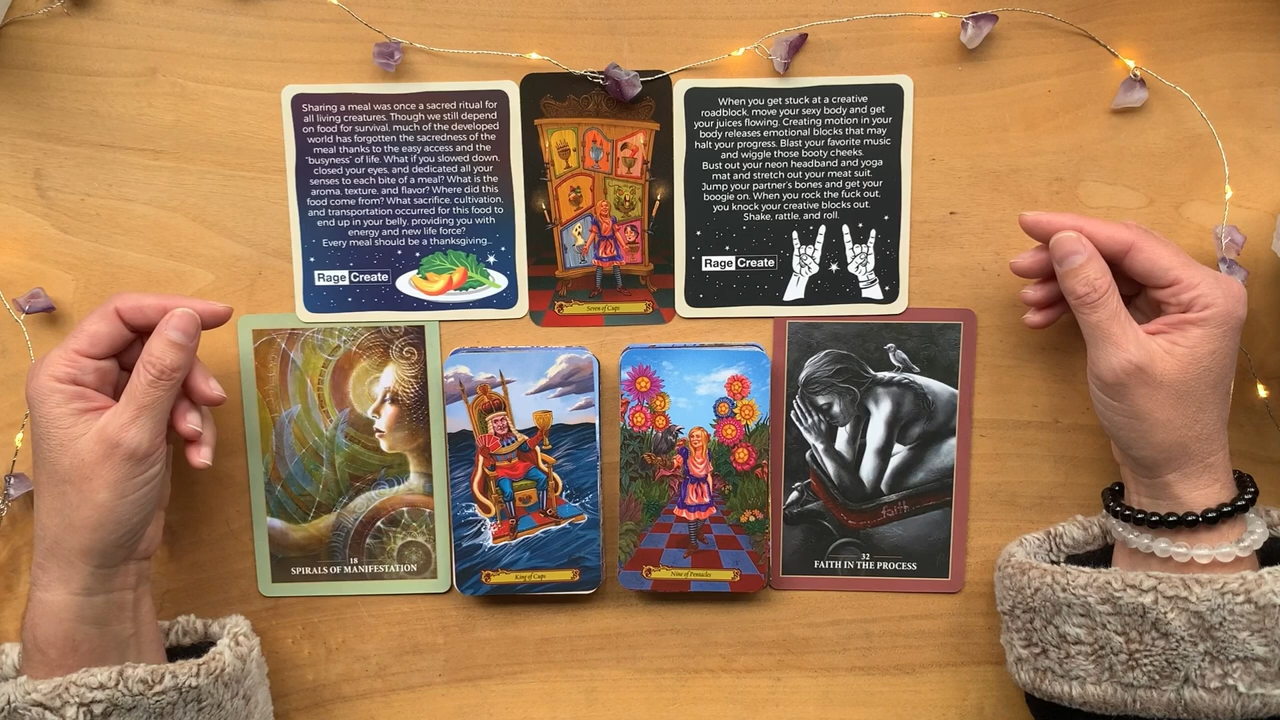 Sharing a meal was once a sacred ritual for
all living creatures. Though we still depend
on food for survival, much of the developed
world has forgotten the sacredness of the
meal thanks to the easy access and the
"busyness" of life. What if you slowed down,
closed your eyes, and dedicated all your
senses to each bite of a meal? What is the
aroma, texture, and flavor? Where did this
food come from? What sacrifice, cultivation,
and transportation occurred for this food to
end up in your belly, providing you with
energy and new life force?
Every meal should be a thanksgiving...
Rage Create
Seven of Cups
When you get stuck at a creative
roadblock, move your sexy body and get
your juices flowing. Creating motion in your
body releases emotional blocks that may
halt your progress. Blast your favorite music
and wiggle those booty cheeks.
Bust out your neon headband and yoga
mat and stretch out your meat suit.
Jump your partner's bones and get your
boogie on. When you rock the fuck out,
you knock your creative blocks out.
Shake, rattle, and roll.
Rage Create
18
SPIRALS OF MANIFESTATION
King of Cups
Nine of Pentacles
faith
32
FAITH IN THE PROCESS